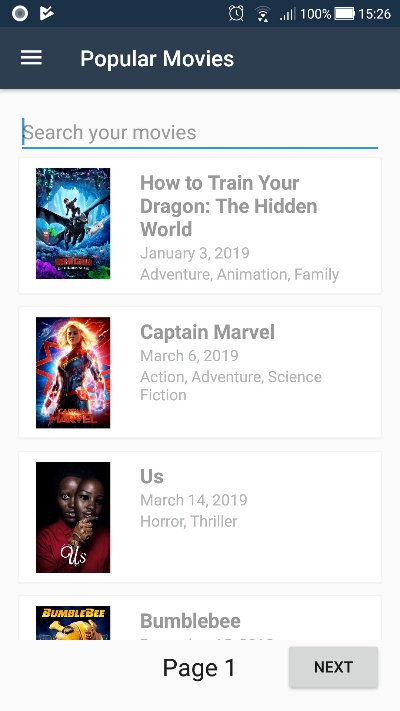 100% 15:26
Popular Movies
Search your movies
How to Train Your
Dragon: The Hidden
World
January 3, 2019
Adventure, Animation, Family
Captain Marvel
March 6, 2019
Action, Adventure, Science
Fiction
CAPTAIN
MARVEL
Us
March 14, 2019
Horror, Thriller
Us
BUMBLEBEE
Bumblebee
Page 1
NEXT